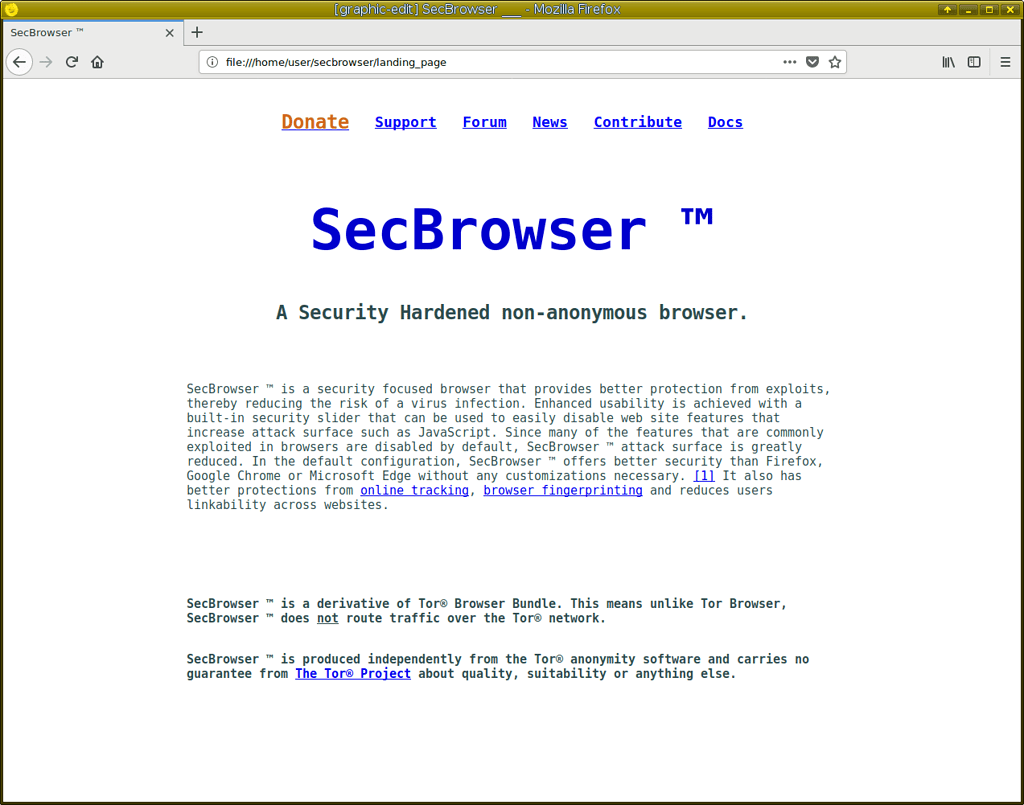 [graphic-edit] SecBrowser __ - Mozilla Firefox
SecBrowser ™
file:///home/user/secbrowser/landing_page
Donate Support Forum News Contribute Docs
SecBrowser ™
A Security Hardened non-anonymous browser.
SecBrowser ™ is a security focused browser that provides better protection from exploits,
thereby reducing the risk of a virus infection. Enhanced usability is achieved with a
built-in security slider that can be used to easily disable web site features that
increase attack surface such as JavaScript. Since many of the features that are commonly
exploited in browsers are disabled by default, SecBrowser ™ attack surface is greatly
reduced. In the default configuration, SecBrowser ™ offers better security than Firefox,
Google Chrome or Microsoft Edge without any customizations necessary. [1] It also has
better protections from online tracking, browser fingerprinting and reduces users
linkability across websites.
SecBrowser ™ is a derivative of Tor® Browser Bundle. This means unlike Tor Browser,
SecBrowser ™ does not route traffic over the Tor® network.
SecBrowser ™ is produced independently from the Tor® anonymity software and carries no
guarantee from The Tor® Project about quality, suitability or anything else.